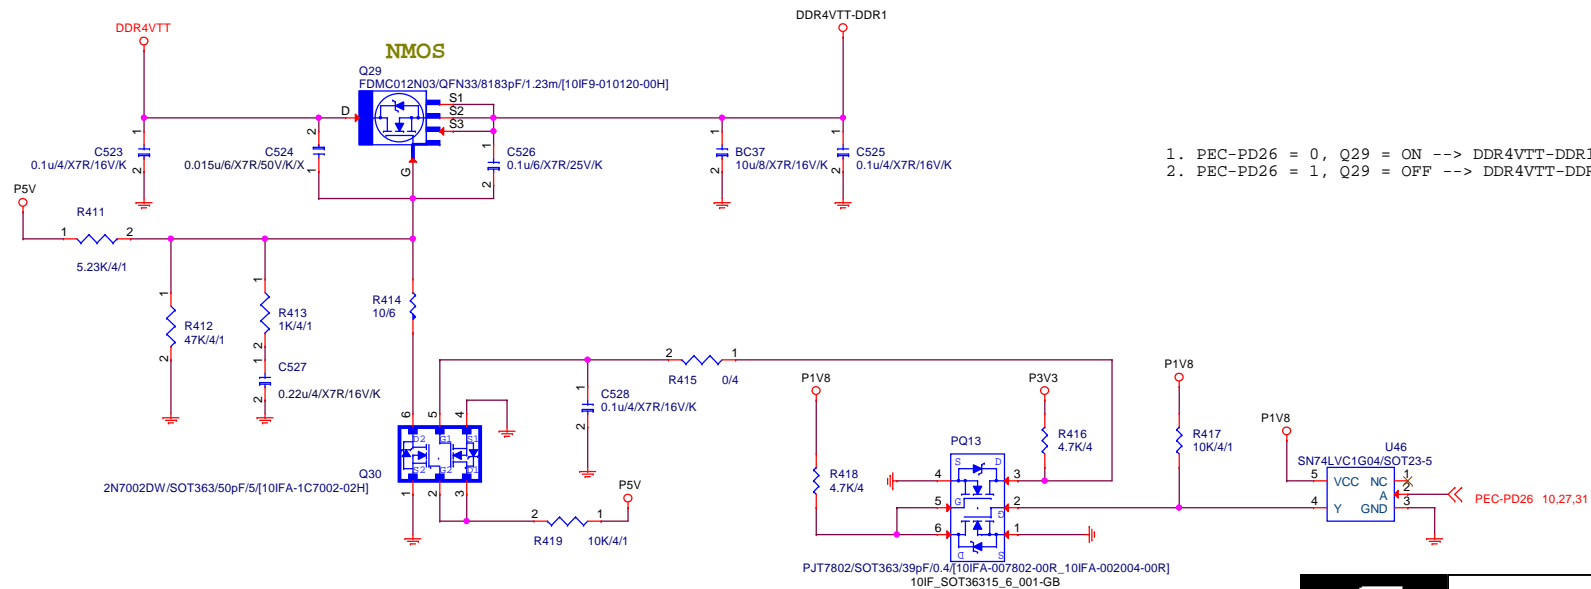 DDR4VTT
DDR4VTT-DDR1
NMOS
Q29
FDMC012N03/QFN33/8183pF/1.23m/[10IF9-010120-00H]
D
S1
S2
S3
G
1
C523
0.1u/4/X7R/16V/K
2
2
C524
0.015u/6/X7R/50V/K/X
1
1
C526
0.1u/6/X7R/25V/K
2
1
BC37
10u/8/X7R/16V/K
2
1
C525
0.1u/4/X7R/16V/K
2
1. PEC-PD26 = 0, Q29 = ON --> DDR4VTT-DDR1
2. PEC-PD26 = 1, Q29 = OFF --> DDR4VTT-DDR
P5V
R411
1 2
5.23K/4/1
1
R412
47K/4/1
2
1
R413
1K/4/1
2
1
C527
0.22u/4/X7R/16V/K
2
R414
10/6
2 1
R415 0/4
1
C528
0.1u/4/X7R/16V/K
2
6 5 4
D2 G1 S1
S2 G2 D1
1 2 3
Q30
2N7002DW/SOT363/50pF/5/[10IFA-1C7002-02H]
P5V
2 1
R419 10K/4/1
P1V8
R418
4.7K/4
P3V3
R416
4.7K/4
P1V8
R417
10K/4/1
PQ13
4 S D 3
5 G G 2
6 D S 1
PJT7802/SOT363/39pF/0.4/[10IFA-007802-00R_10IFA-002004-00R]
10IF_SOT36315_6_001-GB
P1V8
U46
SN74LVC1G04/SOT23-5
5 VCC NC 1
A 2
4 Y GND 3
PEC-PD26 10,27,31